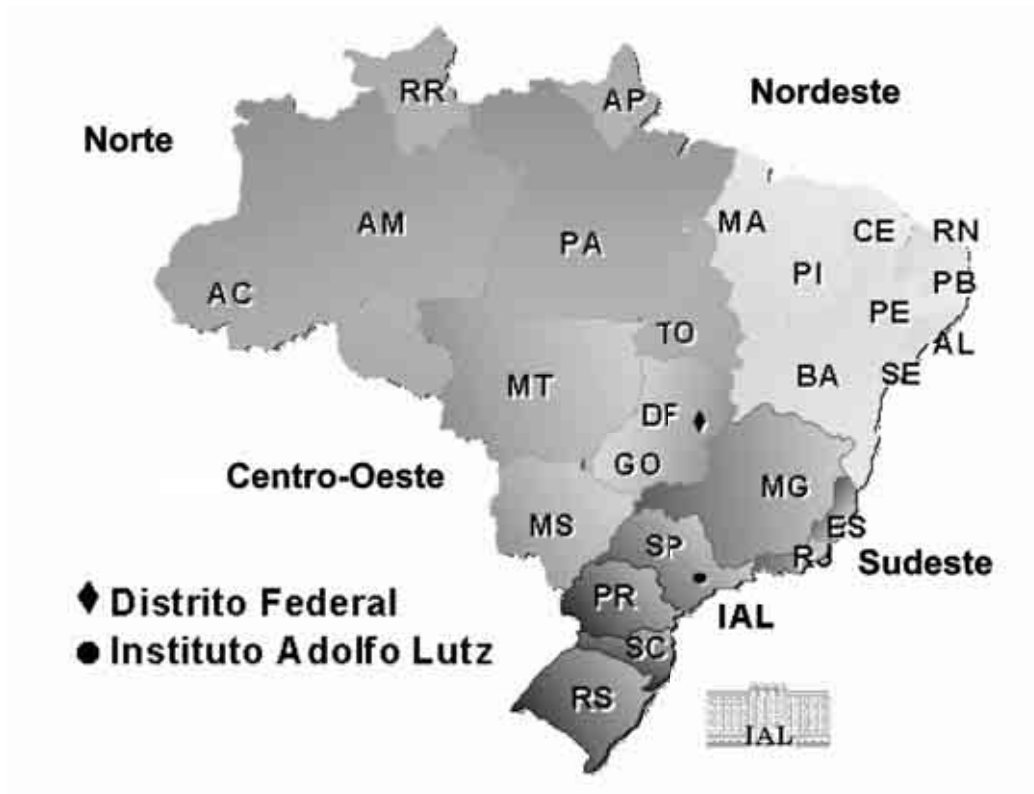 RR
AP
Nordeste
Norte
AM
PA
MA
CE
RN
PI
PB
AC
PE
TO
AL
BA
SE
MT
DF
GO
Centro-Oeste
MG
MS
ES
SP
RJ
Sudeste
PR
Distrito Federal
IAL
SC
Instituto Adolfo Lutz
RS
IAL